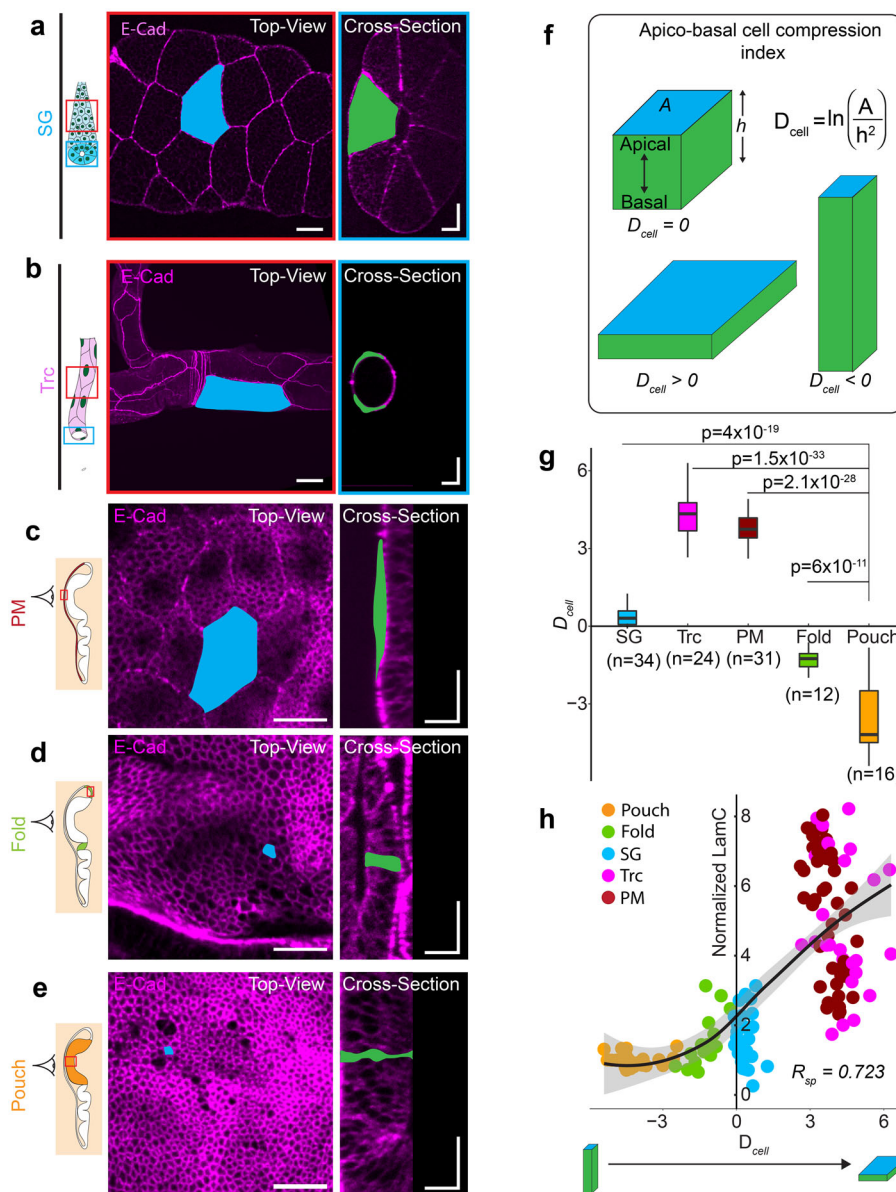 a
SG
E-Cad
Top-View
Cross-Section
b
Trc
E-Cad
Top-View
Cross-Section
c
PM
E-Cad
Top-View
Cross-Section
d
Fold
E-Cad
Top-View
Cross-Section
e
Pouch
E-Cad
Top-View
Cross-Section
f
Apico-basal cell compression
index
A
h
Apical
Basal
D_cell = ln(A/h²)
D_cell = 0
D_cell > 0
D_cell < 0
g
p=4x10⁻¹⁹
p=1.5x10⁻³³
p=2.1x10⁻²⁸
p=6x10⁻¹¹
D_cell
6
3
0
−3
SG
Trc
PM
Fold
Pouch
(n=34)
(n=24)
(n=31)
(n=12)
(n=16
h
Pouch
Fold
SG
Trc
PM
Normalized LamC
8
6
4
2
0
R_sp = 0.723
−3
0
3
6
D_cell